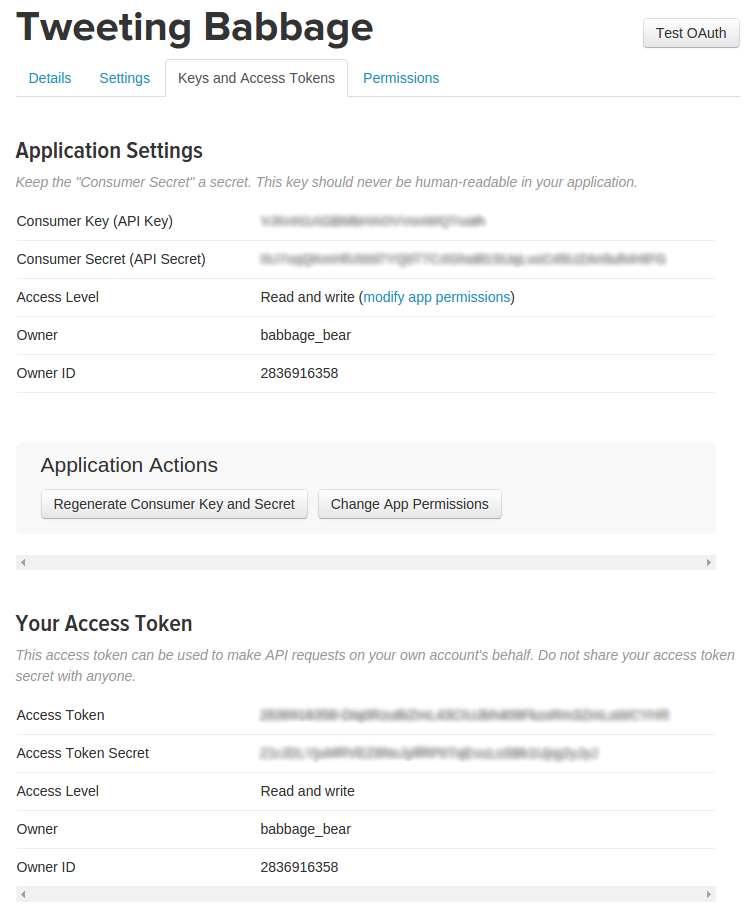 Tweeting Babbage
Test OAuth
Details Settings Keys and Access Tokens Permissions
Application Settings
Keep the "Consumer Secret" a secret. This key should never be human-readable in your application.
Consumer Key (API Key)
Consumer Secret (API Secret)
Access Level Read and write (modify app permissions)
Owner babbage_bear
Owner ID 2836916358
Application Actions
Regenerate Consumer Key and Secret Change App Permissions
Your Access Token
This access token can be used to make API requests on your own account's behalf. Do not share your access token
secret with anyone.
Access Token
Access Token Secret
Access Level Read and write
Owner babbage_bear
Owner ID 2836916358